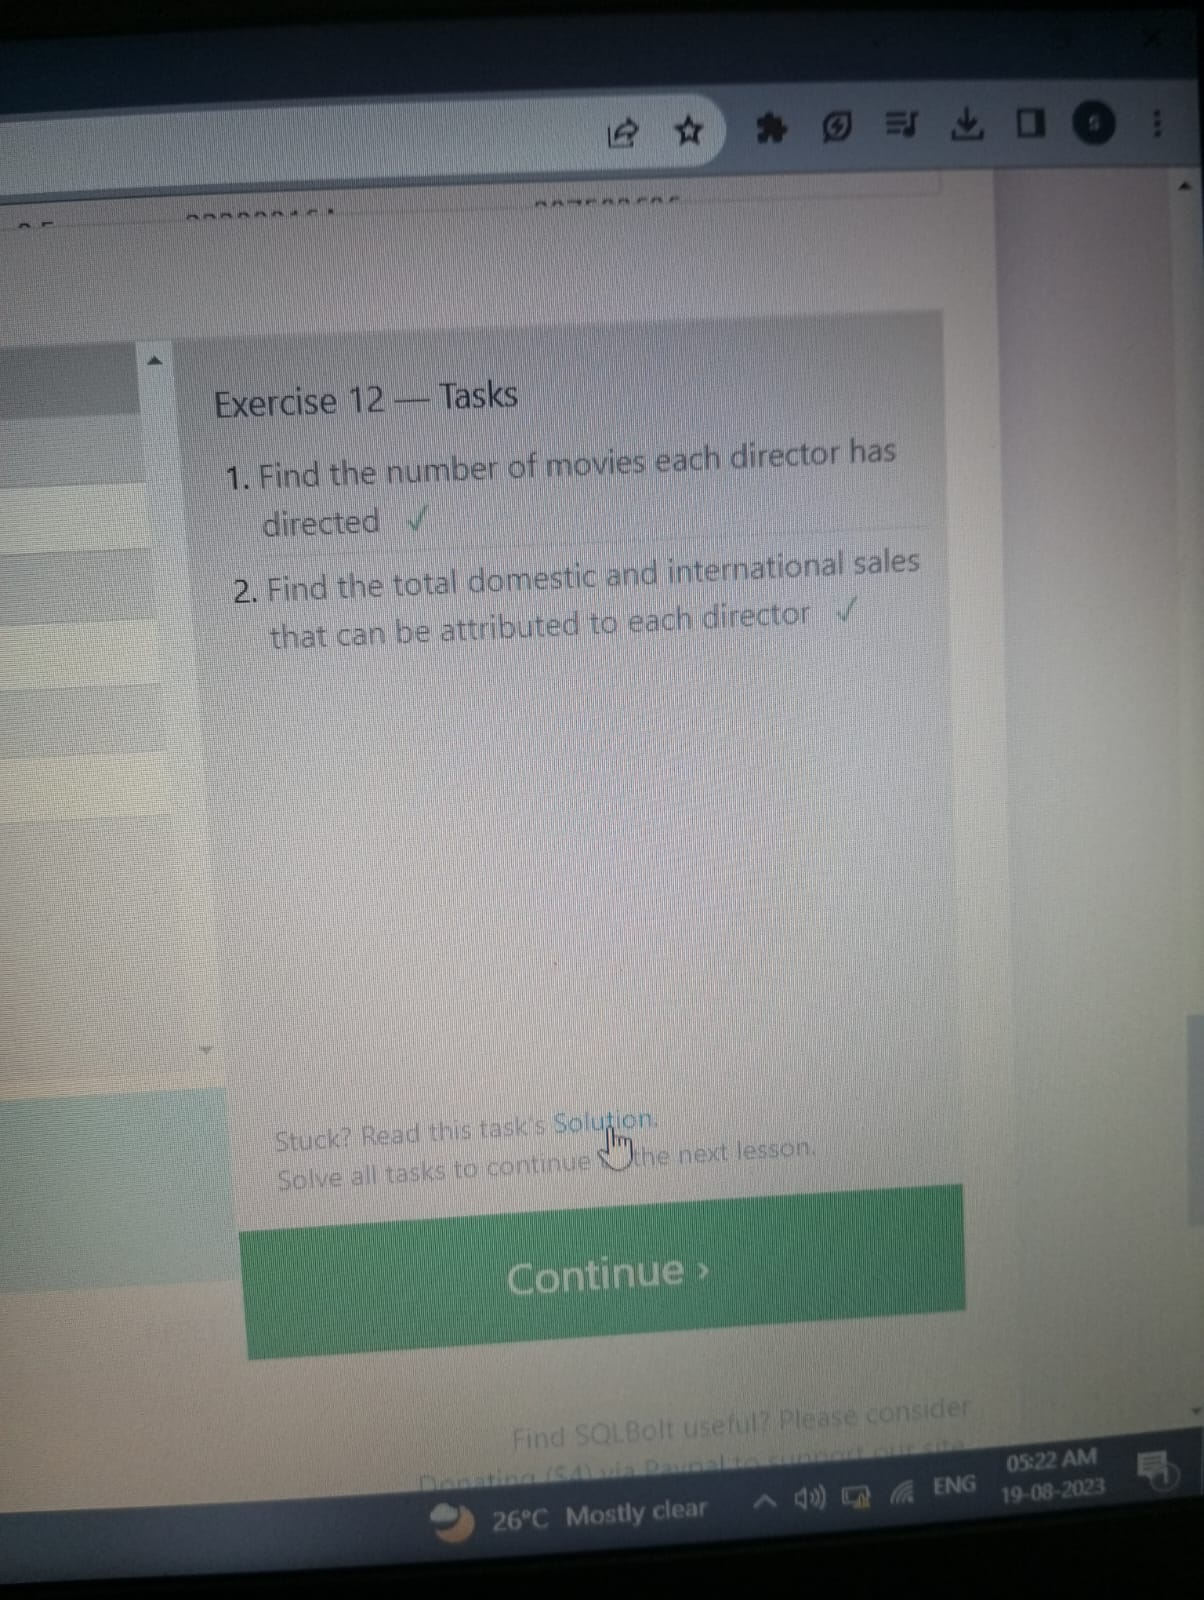 Exercise 12 — Tasks
1. Find the number of movies each director has
directed ✓
2. Find the total domestic and international sales
that can be attributed to each director ✓
Stuck? Read this task's Solution.
Solve all tasks to continue the next lesson.
Continue ›
Find SQLBolt useful? Please consider
Donating ($4) via Paypal to support our site
26°C Mostly clear
ENG
05:22 AM
19-08-2023
1